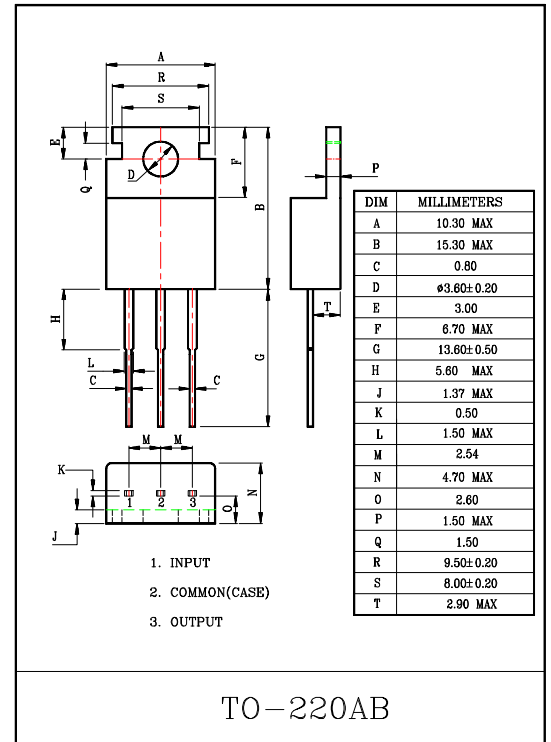 A
R
S
E
Q
D
F
B
P
H
G
T
L
C
C
M
M
K
1 2 3
N
O
J
DIM MILLIMETERS
A 10.30 MAX
B 15.30 MAX
C 0.80
D ø3.60±0.20
E 3.00
F 6.70 MAX
G 13.60±0.50
H 5.60 MAX
J 1.37 MAX
K 0.50
L 1.50 MAX
M 2.54
N 4.70 MAX
O 2.60
P 1.50 MAX
Q 1.50
R 9.50±0.20
S 8.00±0.20
T 2.90 MAX
1. INPUT
2. COMMON(CASE)
3. OUTPUT
TO-220AB